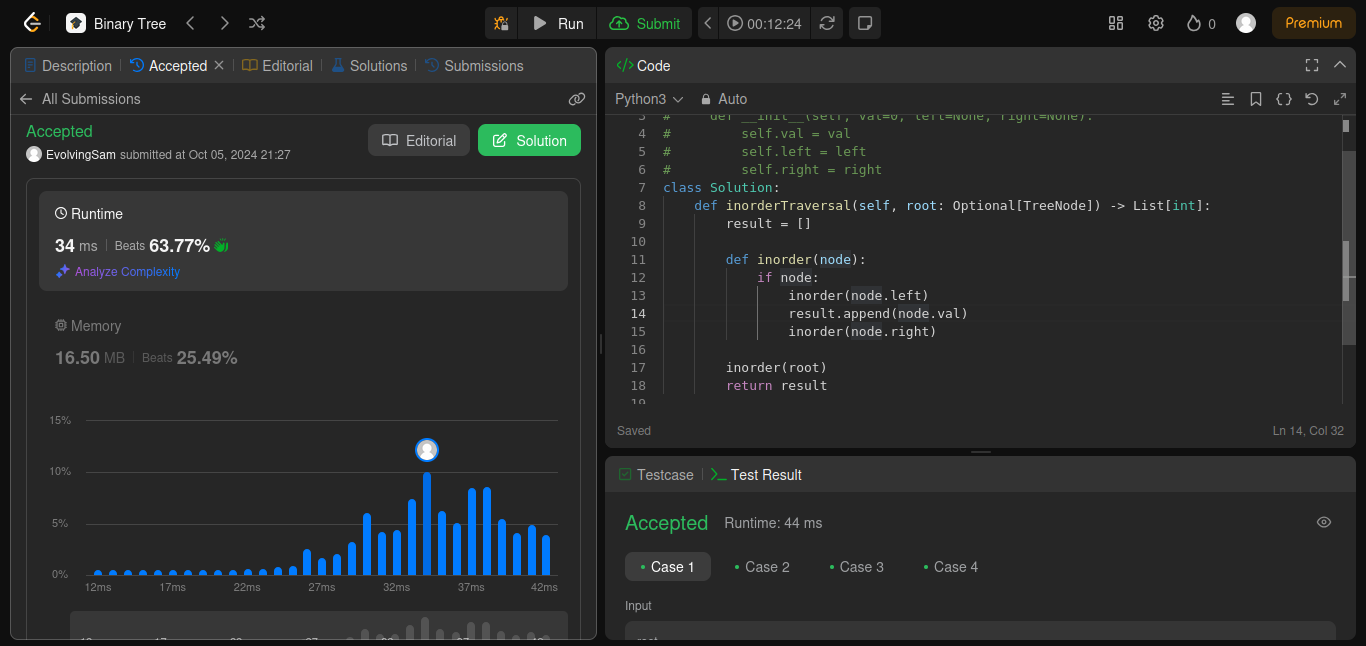 Binary Tree
Run
Submit
00:12:24
0
Premium
Description
Accepted
Editorial
Solutions
Submissions
All Submissions
Accepted
EvolvingSam submitted at Oct 05, 2024 21:27
Editorial
Solution
Runtime
34 ms Beats 63.77%
Analyze Complexity
Memory
16.50 MB Beats 25.49%
15%
10%
5%
0%
12ms 17ms 22ms 27ms 32ms 37ms 42ms
</> Code
Python3
Auto
3 # def __init__(self, val=0, left=None, right=None):
4 # self.val = val
5 # self.left = left
6 # self.right = right
7 class Solution:
8 def inorderTraversal(self, root: Optional[TreeNode]) -> List[int]:
9 result = []
10
11 def inorder(node):
12 if node:
13 inorder(node.left)
14 result.append(node.val)
15 inorder(node.right)
16
17 inorder(root)
18 return result
19
Saved
Ln 14, Col 32
Testcase
>_ Test Result
Accepted Runtime: 44 ms
• Case 1
• Case 2
• Case 3
• Case 4
Input